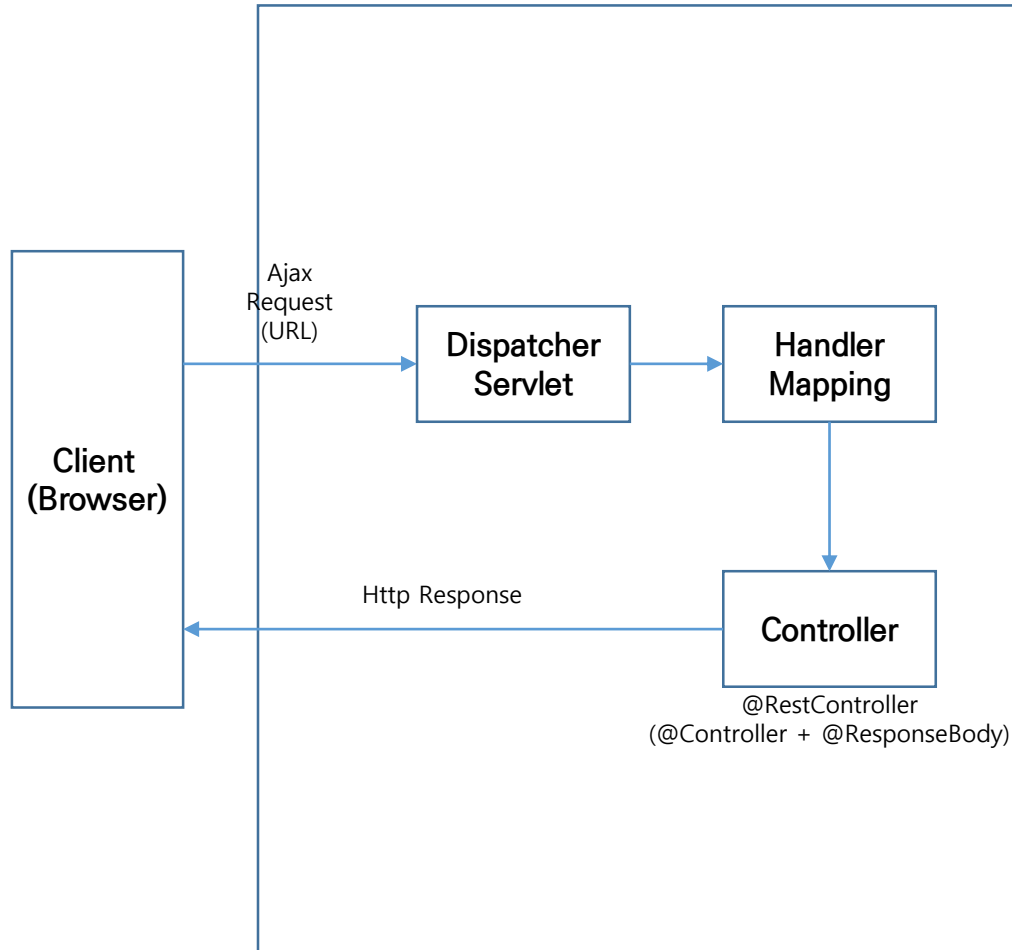 Ajax
Request
(URL)
Dispatcher
Servlet
Handler
Mapping
Client
(Browser)
Http Response
Controller
@RestController
(@Controller + @ResponseBody)